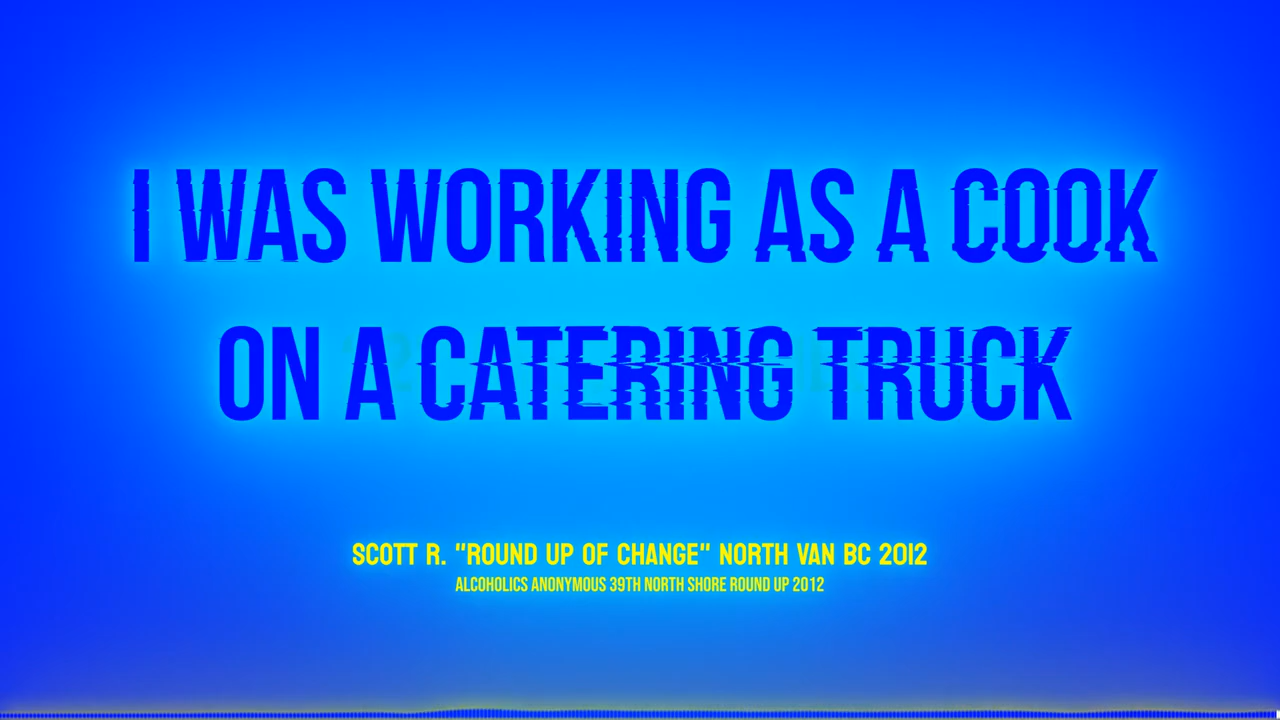 I WAS WORKING AS A COOK
ON A CATERING TRUCK
SCOTT R. "ROUND UP OF CHANGE" NORTH VAN BC 2012
ALCOHOLICS ANONYMOUS 39TH NORTH SHORE ROUND UP 2012